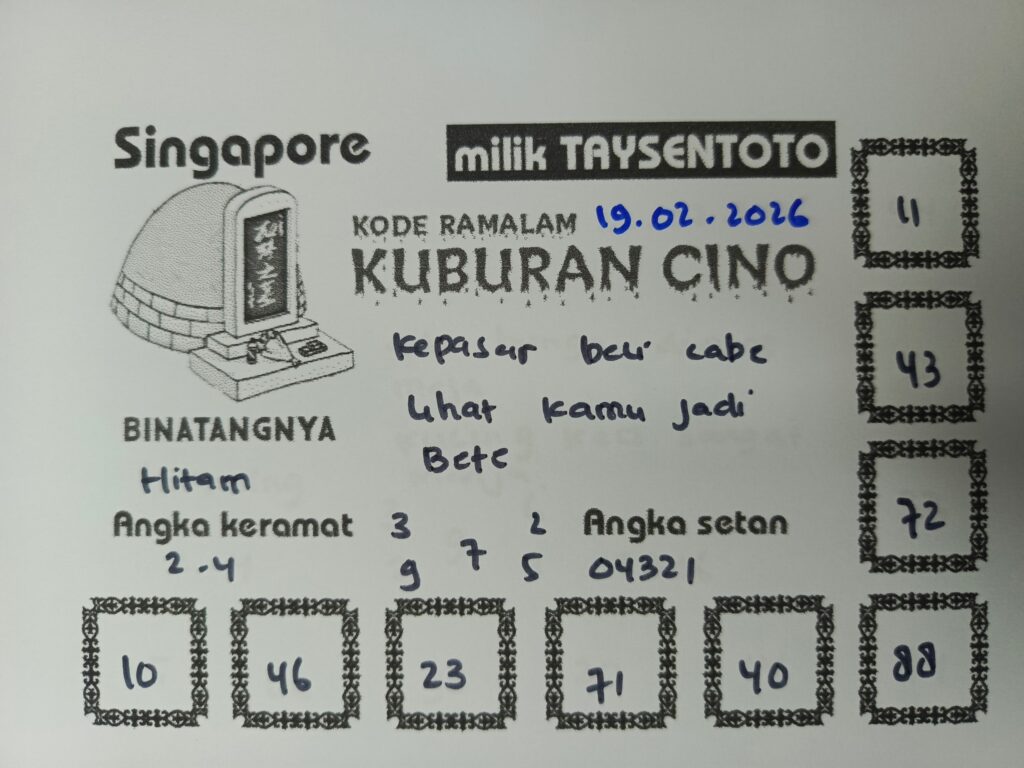 Singapore
milik TAYSENTOTO
KODE RAMALAM 19.02.2026
KUBURAN CINO
kepasar beli cabe
lihat kamu jadi
Bete
BINATANGNYA
Hitam
Angka keramat
2.4
3 2
7
9 5
Angka setan
04321
11
43
72
10 46 23 71 40 88